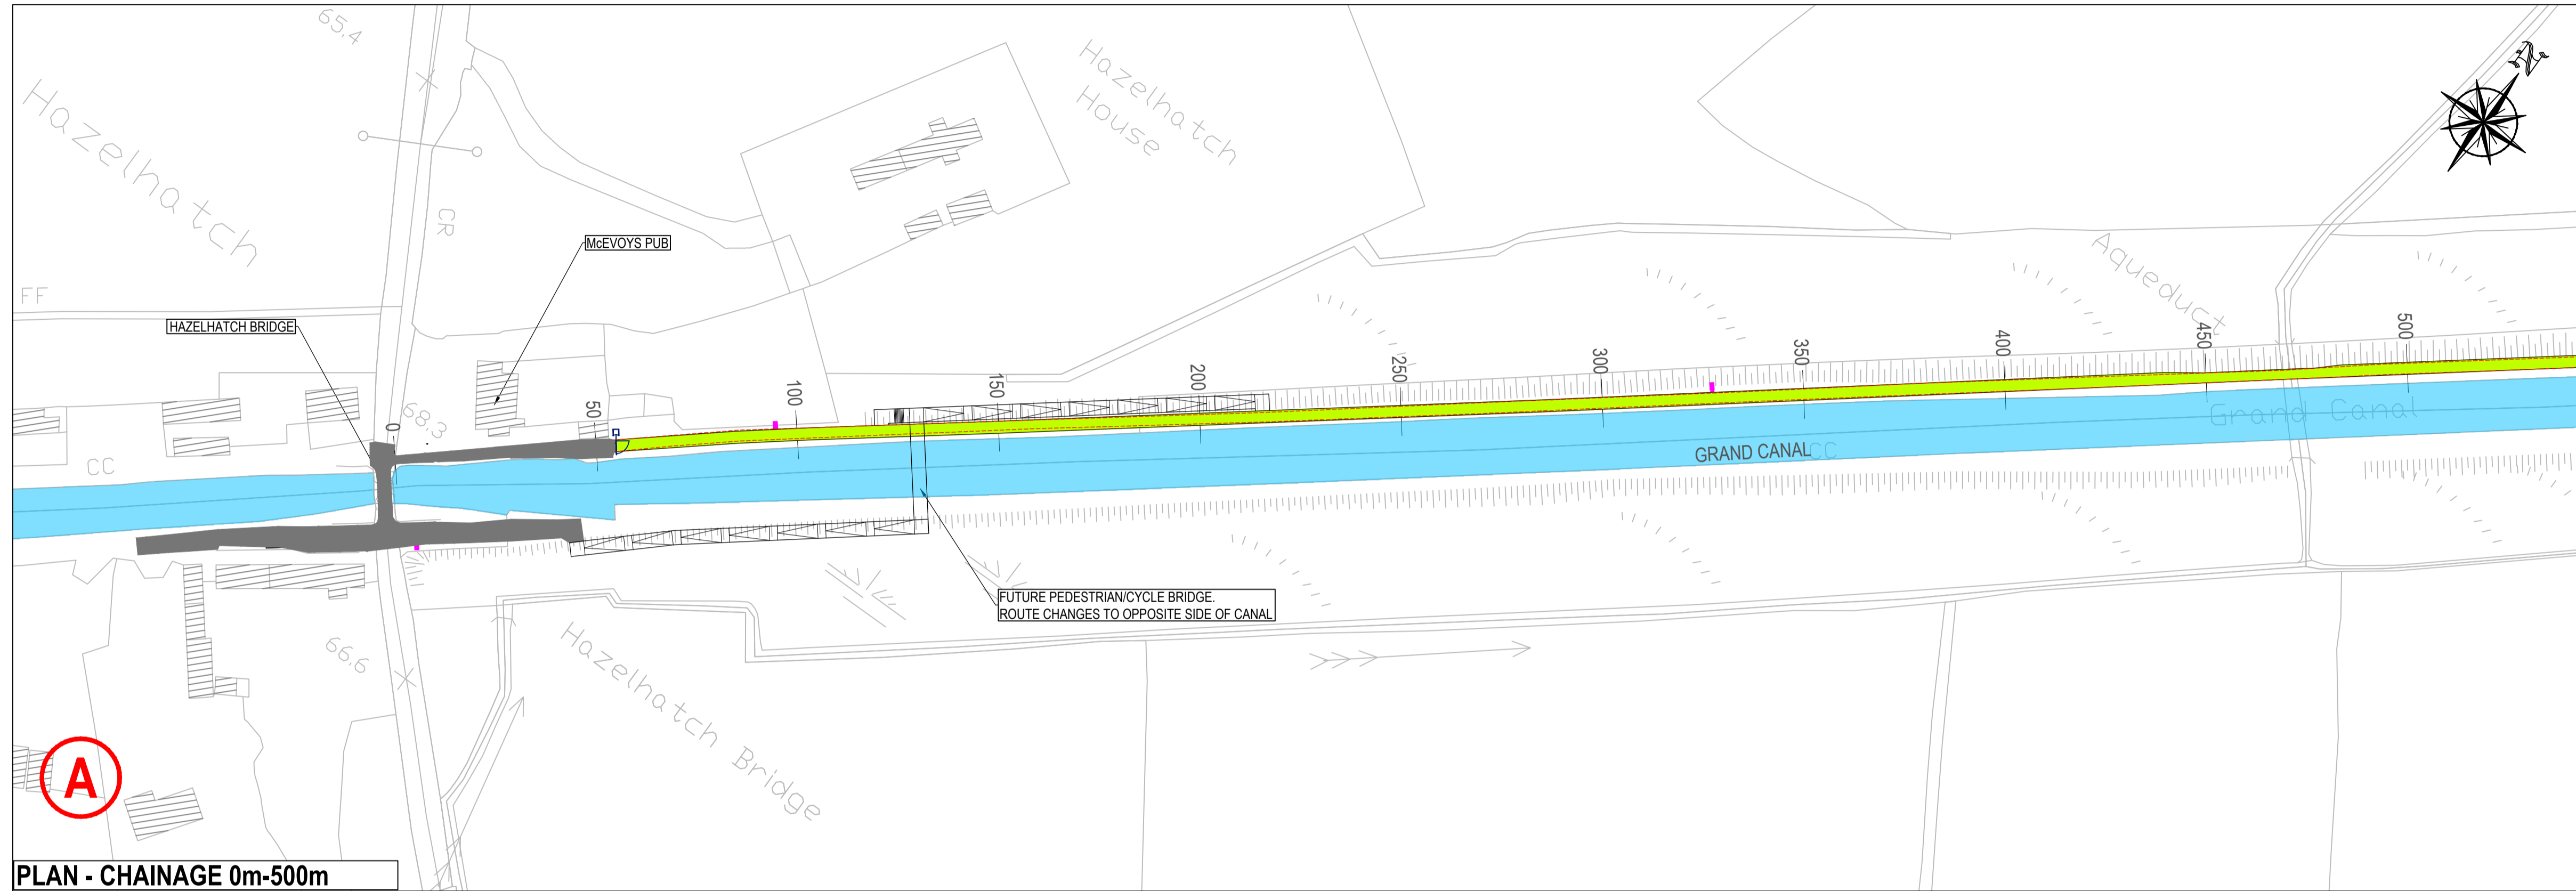 65.4
Hazelhatch
Hazelhatch
House
N
CR
McEVOYS PUB
FF
HAZELHATCH BRIDGE
Aqueduct
0
50
100
150
200
250
300
350
400
450
500
68.3
CC
GRAND CANAL
CC
Grand Canal
FUTURE PEDESTRIAN/CYCLE BRIDGE.
ROUTE CHANGES TO OPPOSITE SIDE OF CANAL
66.6
Hazelhatch Bridge
A
PLAN - CHAINAGE 0m-500m